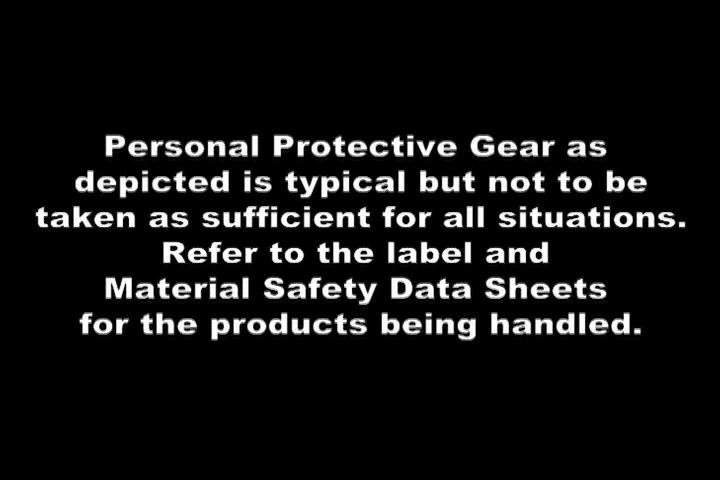 Personal Protective Gear as
depicted is typical but not to be
taken as sufficient for all situations.
Refer to the label and
Material Safety Data Sheets
for the products being handled.